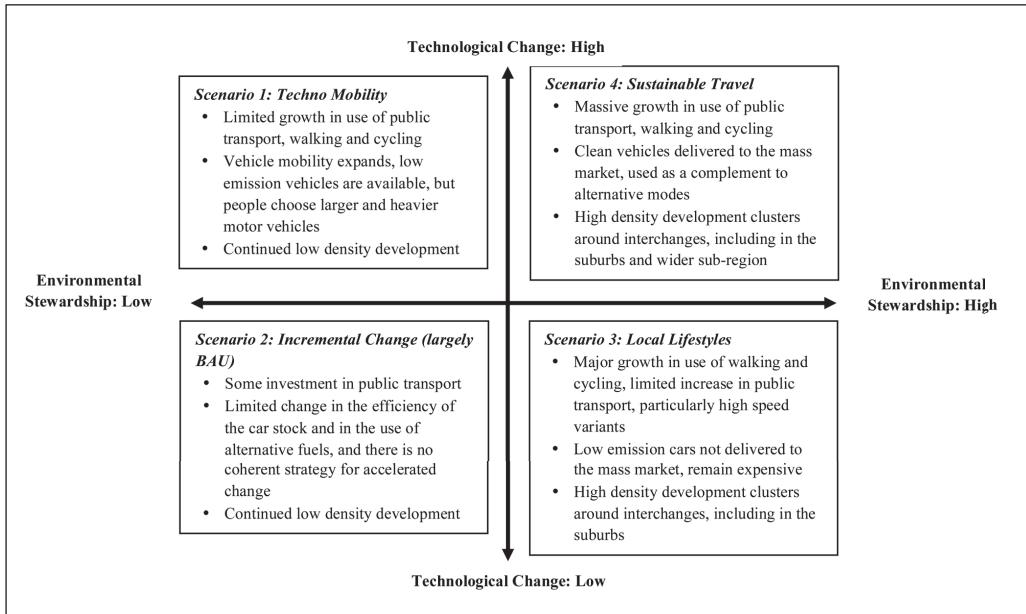 Technological Change: High
Scenario 1: Techno Mobility
• Limited growth in use of public
transport, walking and cycling
• Vehicle mobility expands, low
emission vehicles are available, but
people choose larger and heavier
motor vehicles
• Continued low density development
Scenario 4: Sustainable Travel
• Massive growth in use of public
transport, walking and cycling
• Clean vehicles delivered to the mass
market, used as a complement to
alternative modes
• High density development clusters
around interchanges, including in the
suburbs and wider sub-region
Environmental
Stewardship: Low
Environmental
Stewardship: High
Scenario 2: Incremental Change (largely
BAU)
• Some investment in public transport
• Limited change in the efficiency of
the car stock and in the use of
alternative fuels, and there is no
coherent strategy for accelerated
change
• Continued low density development
Scenario 3: Local Lifestyles
• Major growth in use of walking and
cycling, limited increase in public
transport, particularly high speed
variants
• Low emission cars not delivered to
the mass market, remain expensive
• High density development clusters
around interchanges, including in the
suburbs
Technological Change: Low